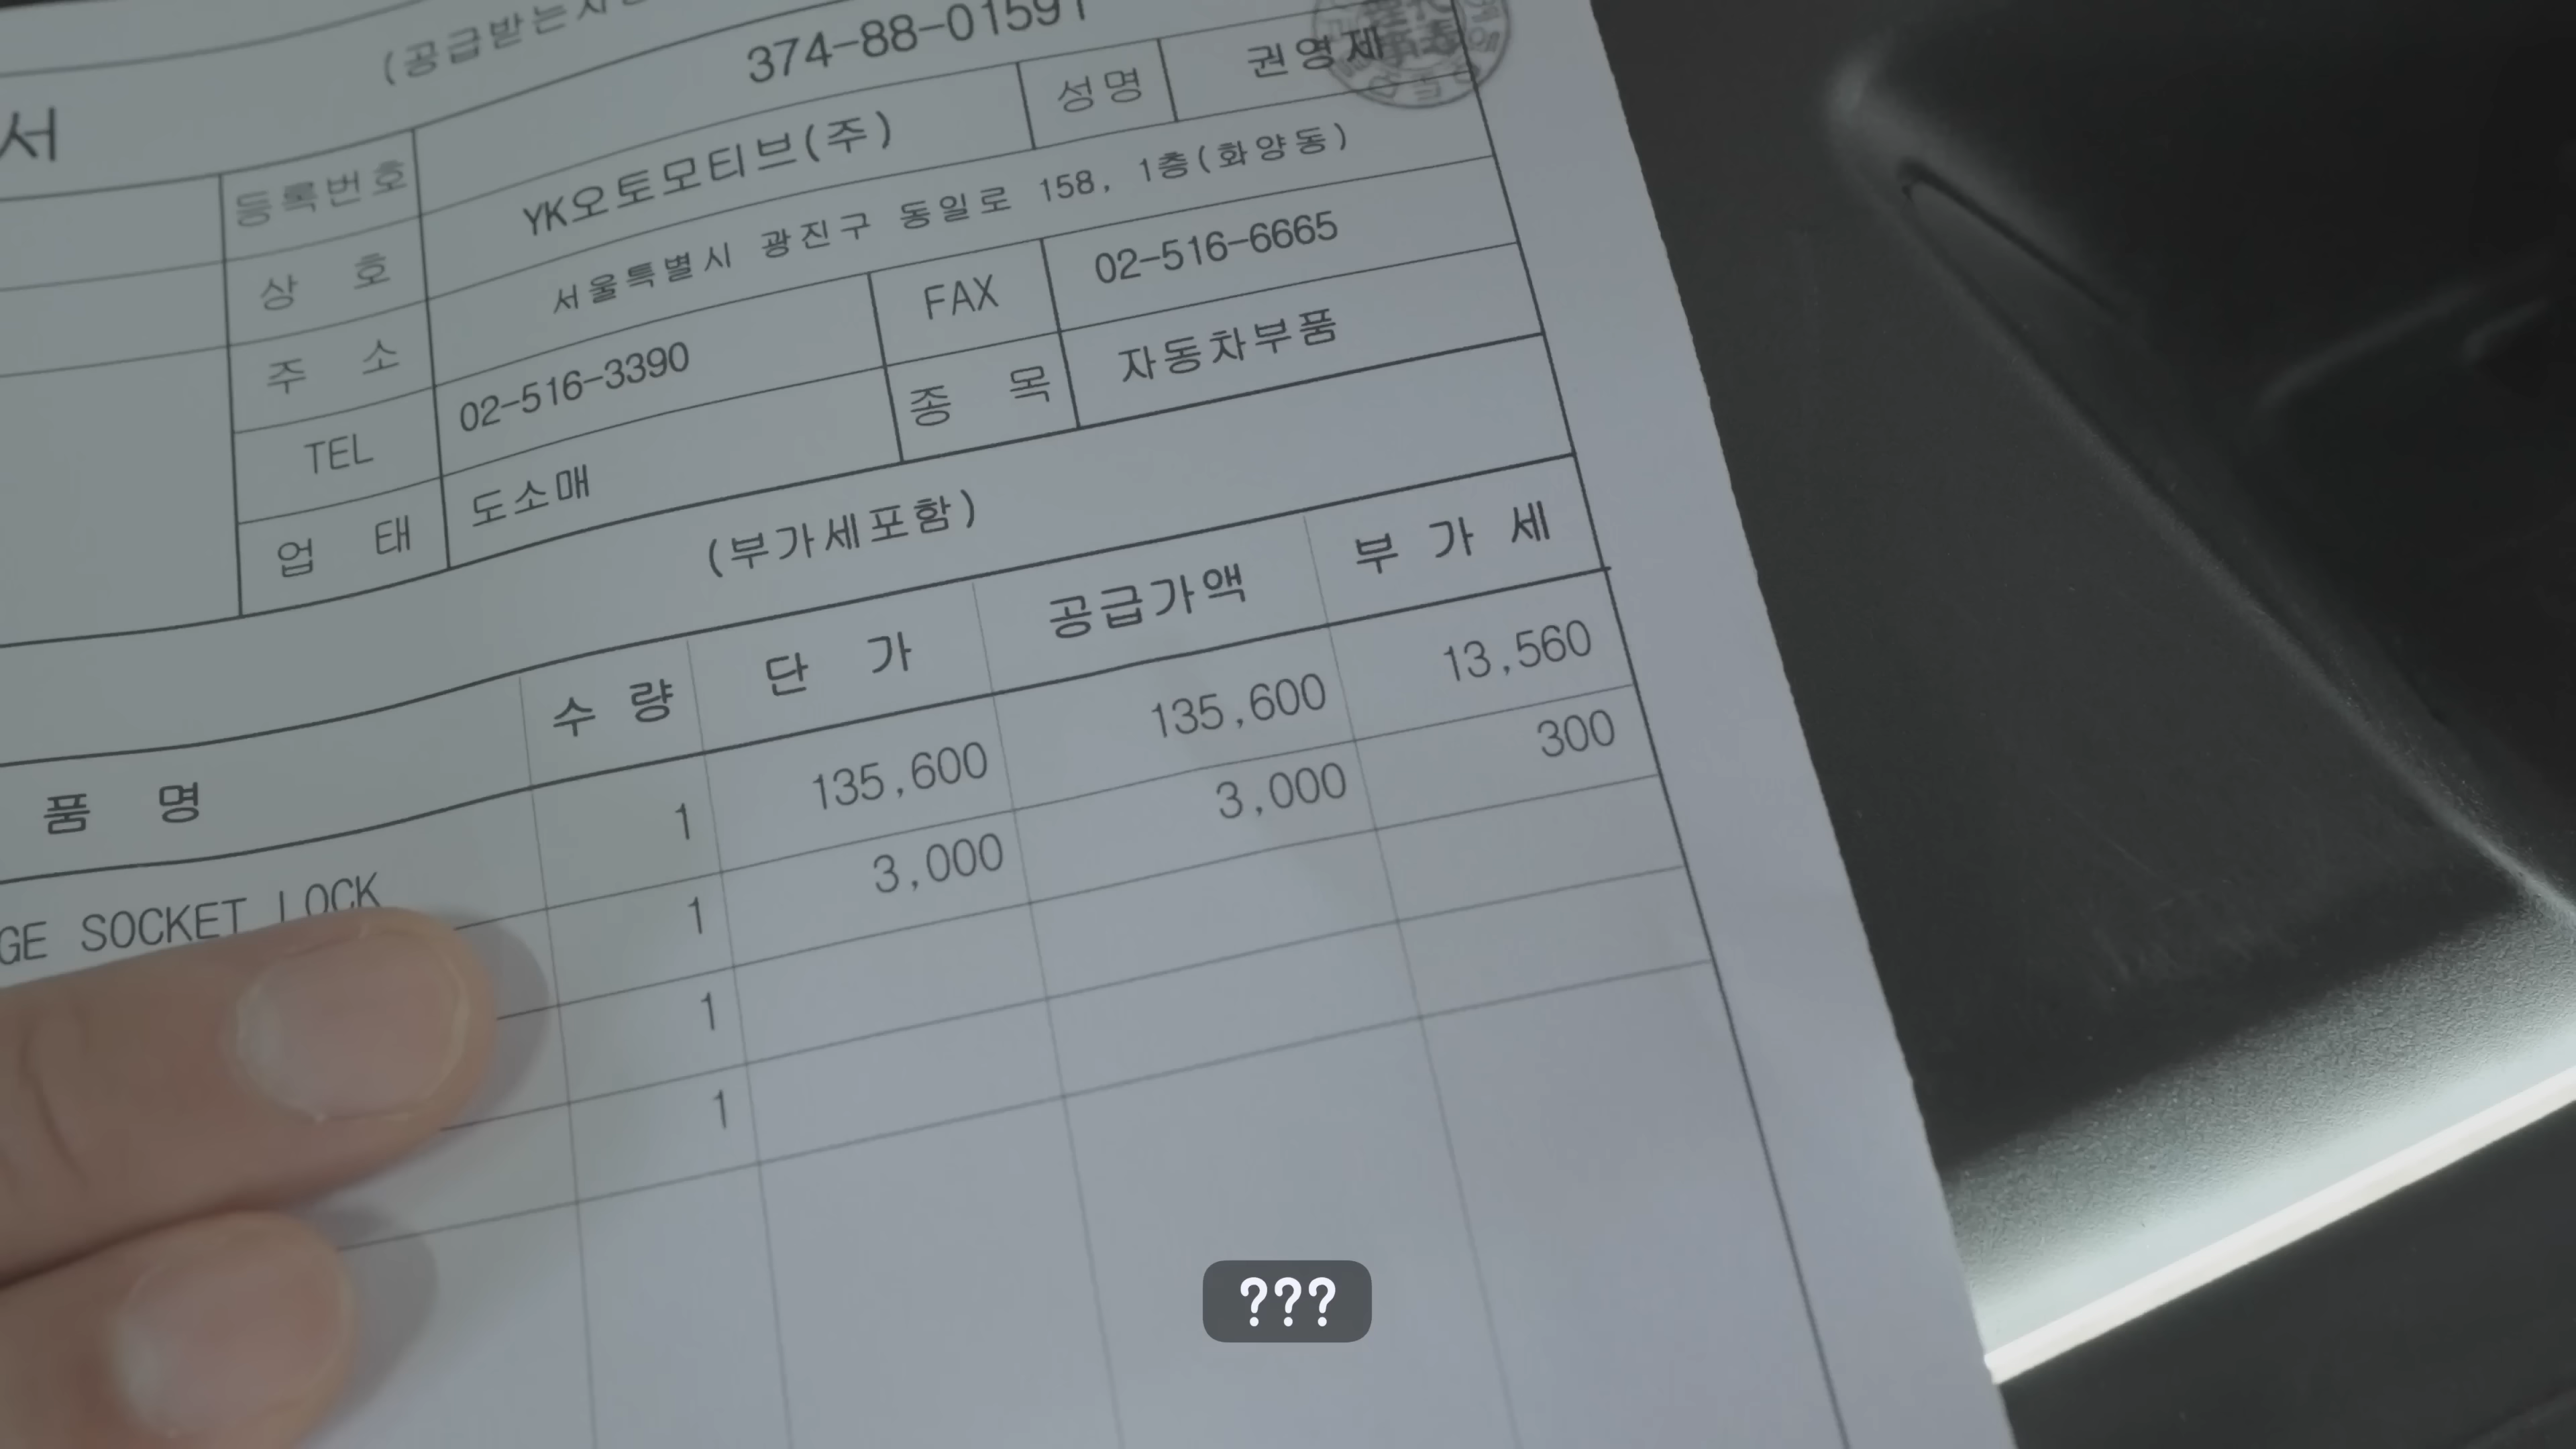 (공급받는자
374-88-01591
서
등록번호
상 호 YK오토모티브(주) 성명 권영제
주 소 서울특별시 광진구 동일로 158, 1층(화양동)
TEL 02-516-3390 FAX 02-516-6665
업 태 도소매 종 목 자동차부품
(부가세포함)
품 명 수 량 단 가 공급가액 부 가 세
GE SOCKET LOCK 1 135,600 135,600 13,560
1 3,000 3,000 300
1
1
???